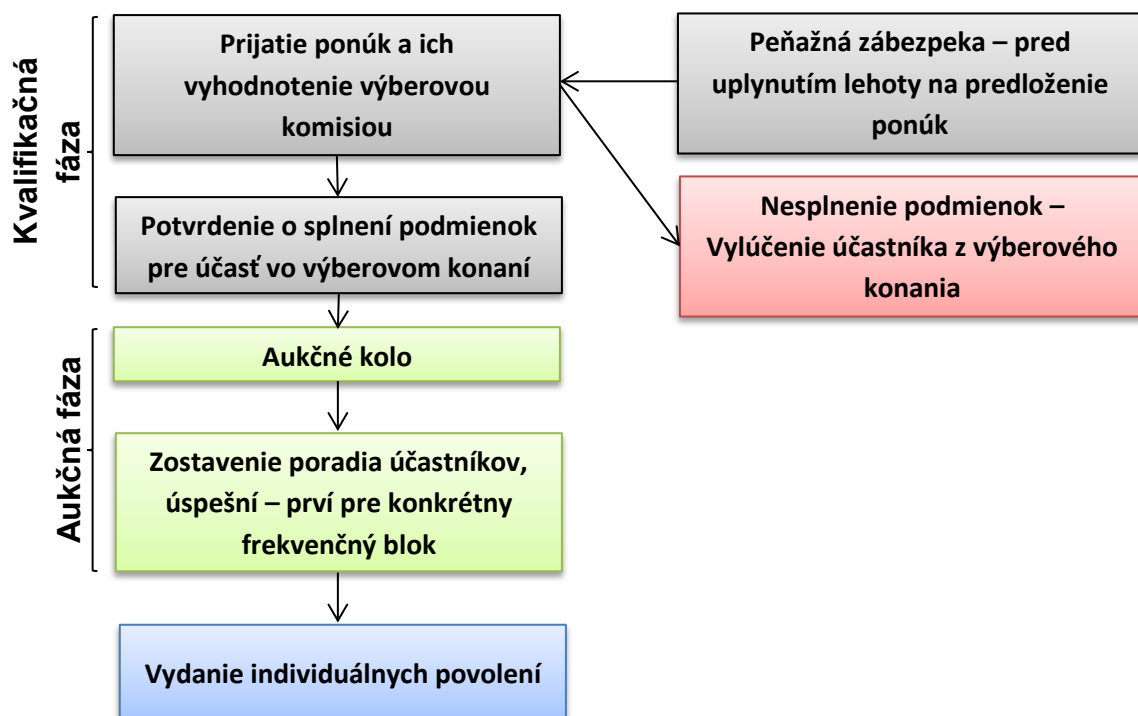 Kvalifikačná
fáza
Prijatie ponúk a ich
vyhodnotenie výberovou
komisiou
Peňažná zábezpeka – pred
uplynutím lehoty na predloženie
ponúk
Nesplnenie podmienok –
Vylúčenie účastníka z výberového
konania
Potvrdenie o splnení podmienok
pre účasť vo výberovom konaní
Aukčná fáza
Aukčné kolo
Zostavenie poradia účastníkov,
úspešní – prví pre konkrétny
frekvenčný blok
Vydanie individuálnych povolení